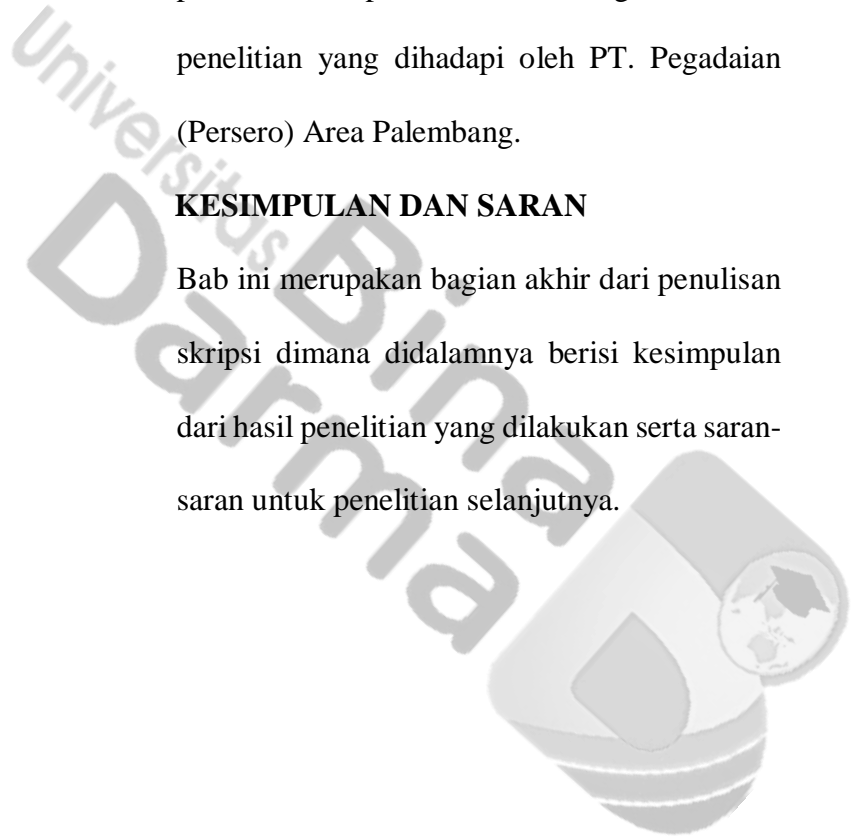 penelitian yang dihadapi oleh PT. Pegadaian
(Persero) Area Palembang.
KESIMPULAN DAN SARAN
Bab ini merupakan bagian akhir dari penulisan
skripsi dimana didalamnya berisi kesimpulan
dari hasil penelitian yang dilakukan serta saran-
saran untuk penelitian selanjutnya.
Universitas
Bina
Darma